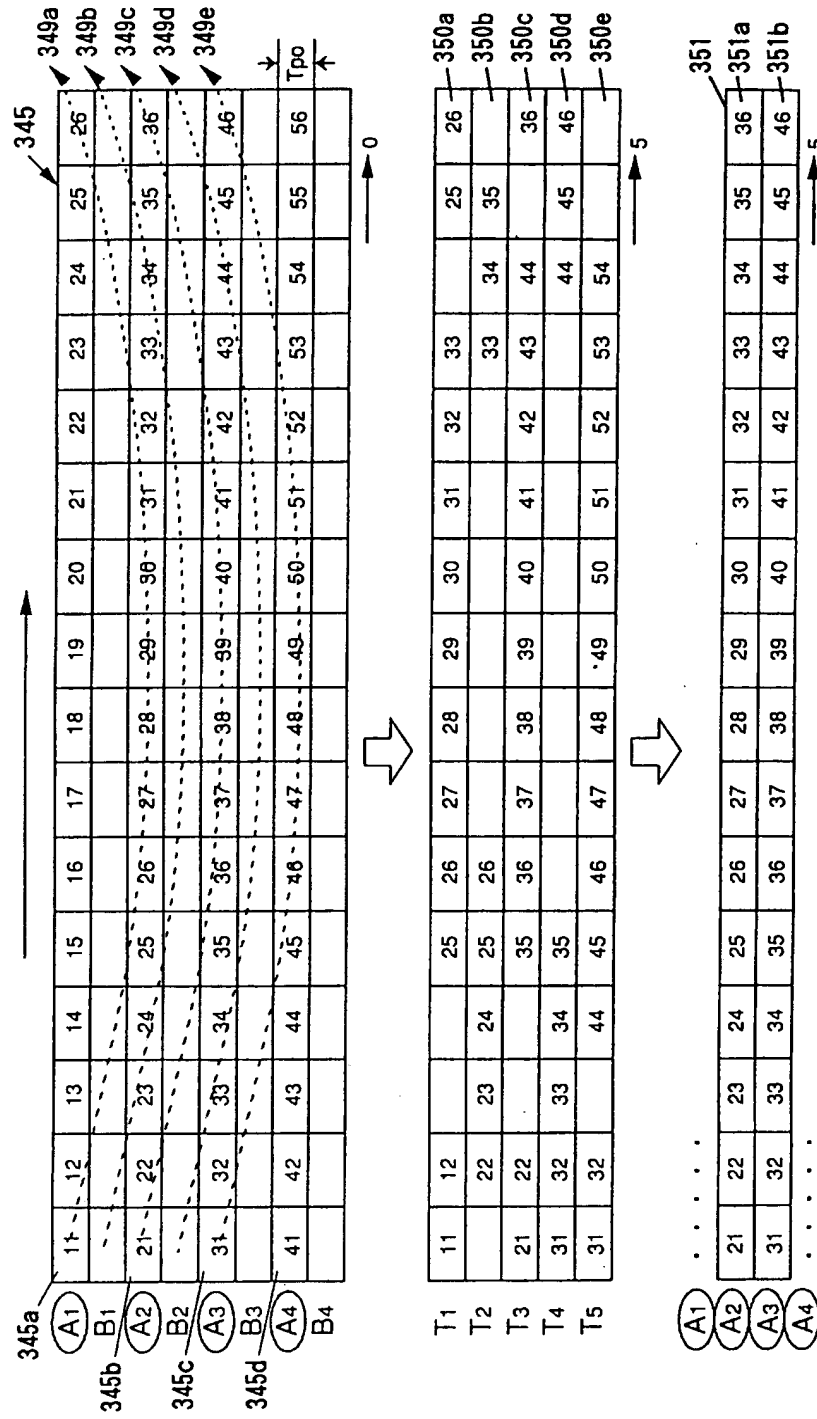 345
349a
349b
349c
349d
349e
345a
A1 11 12 13 14 15 16 17 18 19 20 21 22 23 24 25 26
B1
345b
A2 21 22 23 24 25 26 27 28 29 30 31 32 33 34 35 36
B2
345c
A3 31 32 33 34 35 36 37 38 39 40 41 42 43 44 45 46
B3
345d
A4 41 42 43 44 45 46 47 48 49 50 51 52 53 54 55 56 Tpo
B4
0
T1 11 12 25 26 27 28 29 30 31 32 33 25 26 350a
T2 22 23 24 25 26 33 34 35 350b
T3 21 22 35 36 37 38 39 40 41 42 43 44 36 350c
T4 31 32 33 34 35 44 45 46 350d
T5 31 32 44 45 46 47 48 49 50 51 52 53 54 350e
5
351
A1 . . . .
A2 21 22 23 24 25 26 27 28 29 30 31 32 33 34 35 36 351a
A3 31 32 33 34 35 36 37 38 39 40 41 42 43 44 45 46 351b
A4 . . . .
5